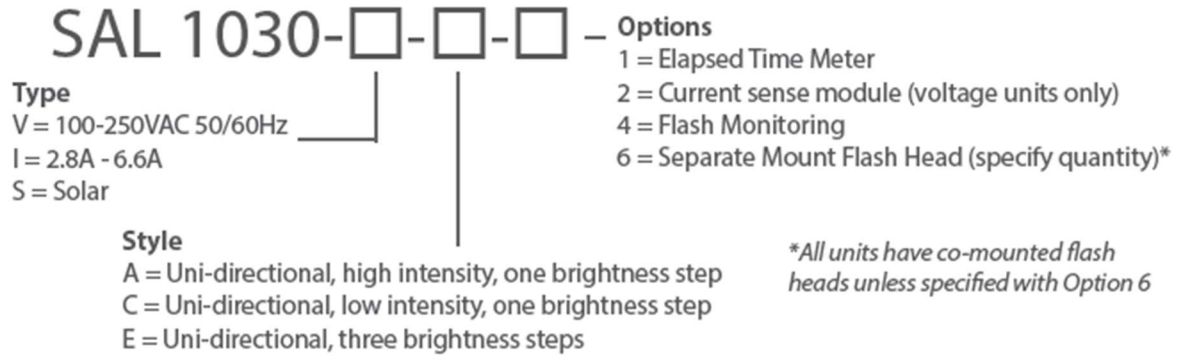 SAL 1030-□-□-□ – Options
1 = Elapsed Time Meter
2 = Current sense module (voltage units only)
4 = Flash Monitoring
6 = Separate Mount Flash Head (specify quantity)*
Type
V = 100-250VAC 50/60Hz
I = 2.8A - 6.6A
S = Solar
Style
A = Uni-directional, high intensity, one brightness step
C = Uni-directional, low intensity, one brightness step
E = Uni-directional, three brightness steps
*All units have co-mounted flash
heads unless specified with Option 6